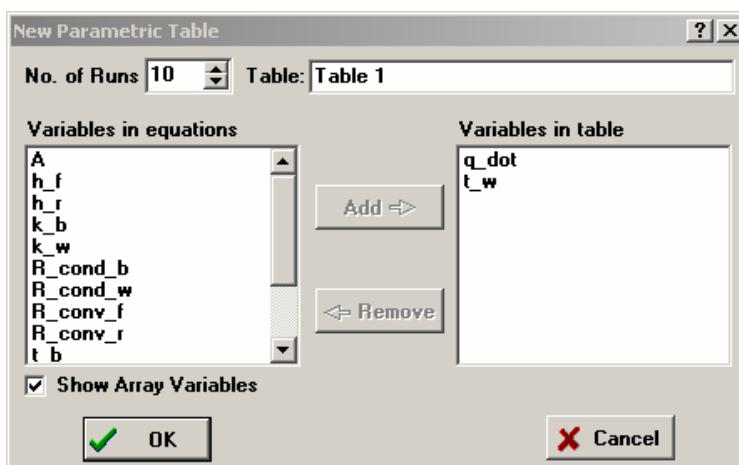 New Parametric Table
No. of Runs 10 Table: Table 1
Variables in equations
A
h_f
h_r
k_b
k_w
R_cond_b
R_cond_w
R_conv_f
R_conv_r
t_b
Add
Remove
Variables in table
q_dot
t_w
Show Array Variables
OK
Cancel